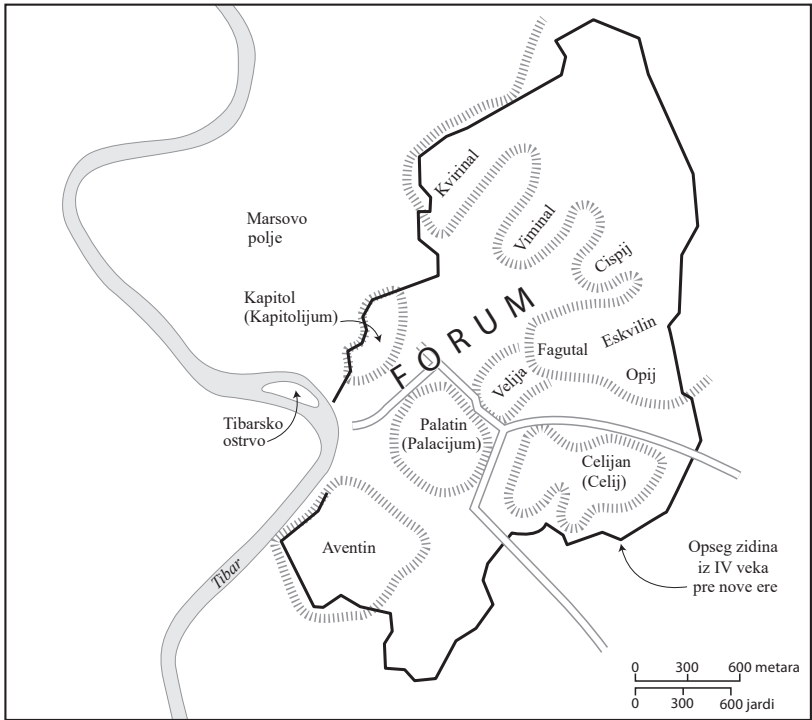 Kvirinal
Viminal
Cispij
Marsovo
polje
Kapitol
(Kapitolijum)
FORUM
Eskvilin
Fagutal
Velija
Opij
Tibarsko
ostrvo
Palatin
(Palacijum)
Celijan
(Celij)
Aventin
Tibar
Opseg zidina
iz IV veka
pre nove ere
0 300 600 metara
0 300 600 jardi